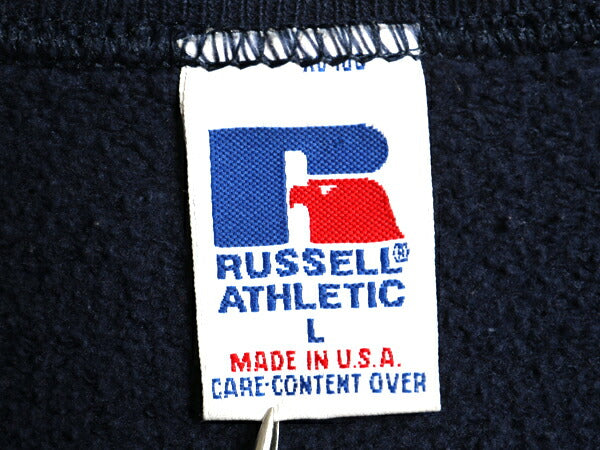 RUSSELL®
ATHLETIC
L
MADE IN U.S.A.
CARE-CONTENT OVER